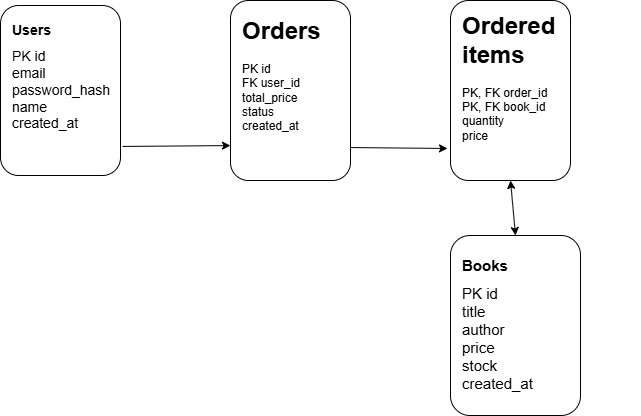 Users
PK id
email
password_hash
name
created_at
Orders
PK id
FK user_id
total_price
status
created_at
Ordered
items
PK, FK order_id
PK, FK book_id
quantity
price
Books
PK id
title
author
price
stock
created_at